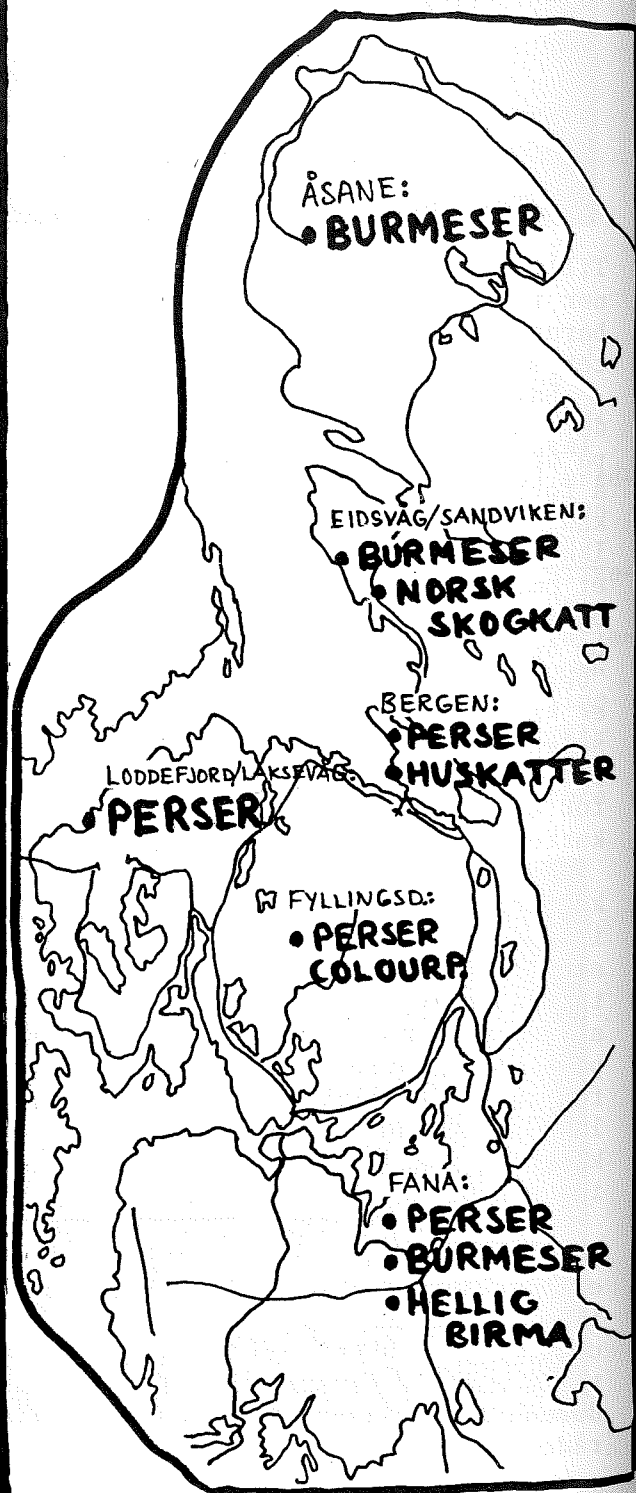 ÅSANE:
• BURMESER
EIDSVÅG/SANDVIKEN:
• BURMESER
• NORSK
SKOGKATT
BERGEN:
• PERSER
• HUSKATTER
LODDEFJORD/LAKSEVÅG:
• PERSER
FYLLINGSD.:
• PERSER
COLOURP.
FANA:
• PERSER
• BURMESER
• HELLIG
BIRMA